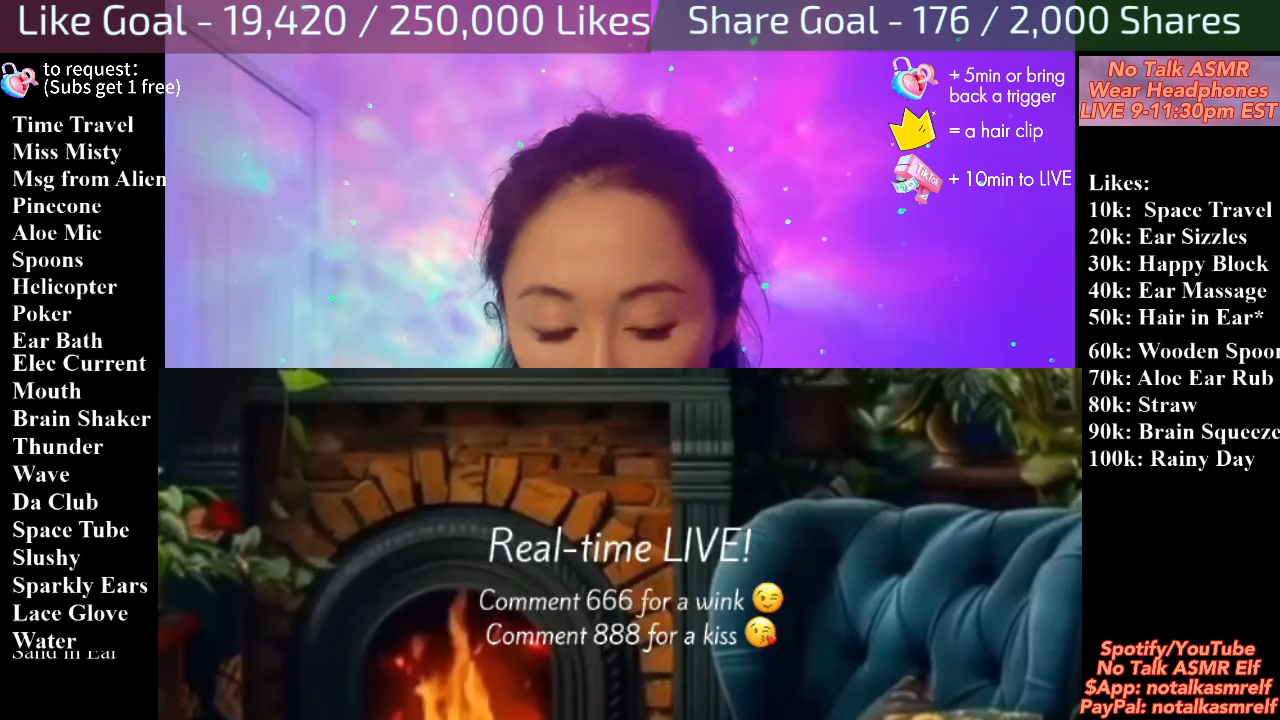 Like Goal - 19,420 / 250,000 Likes
Share Goal - 176 / 2,000 Shares
to request:
(Subs get 1 free)
Time Travel
Miss Misty
Msg from Alien
Pinecone
Aloe Mic
Spoons
Helicopter
Poker
Ear Bath
Elec Current
Mouth
Brain Shaker
Thunder
Wave
Da Club
Space Tube
Slushy
Sparkly Ears
Lace Glove
Water
Sand in Ear
+ 5min or bring
back a trigger
= a hair clip
TikTok
+ 10min to LIVE
Real-time LIVE!
Comment 666 for a wink 😉
Comment 888 for a kiss 😘
No Talk ASMR
Wear Headphones
LIVE 9-11:30pm EST
Likes:
10k: Space Travel
20k: Ear Sizzles
30k: Happy Block
40k: Ear Massage
50k: Hair in Ear*
60k: Wooden Spoon
70k: Aloe Ear Rub
80k: Straw
90k: Brain Squeeze
100k: Rainy Day
Spotify/YouTube
No Talk ASMR Elf
$App: notalkasmrelf
PayPal: notalkasmrelf